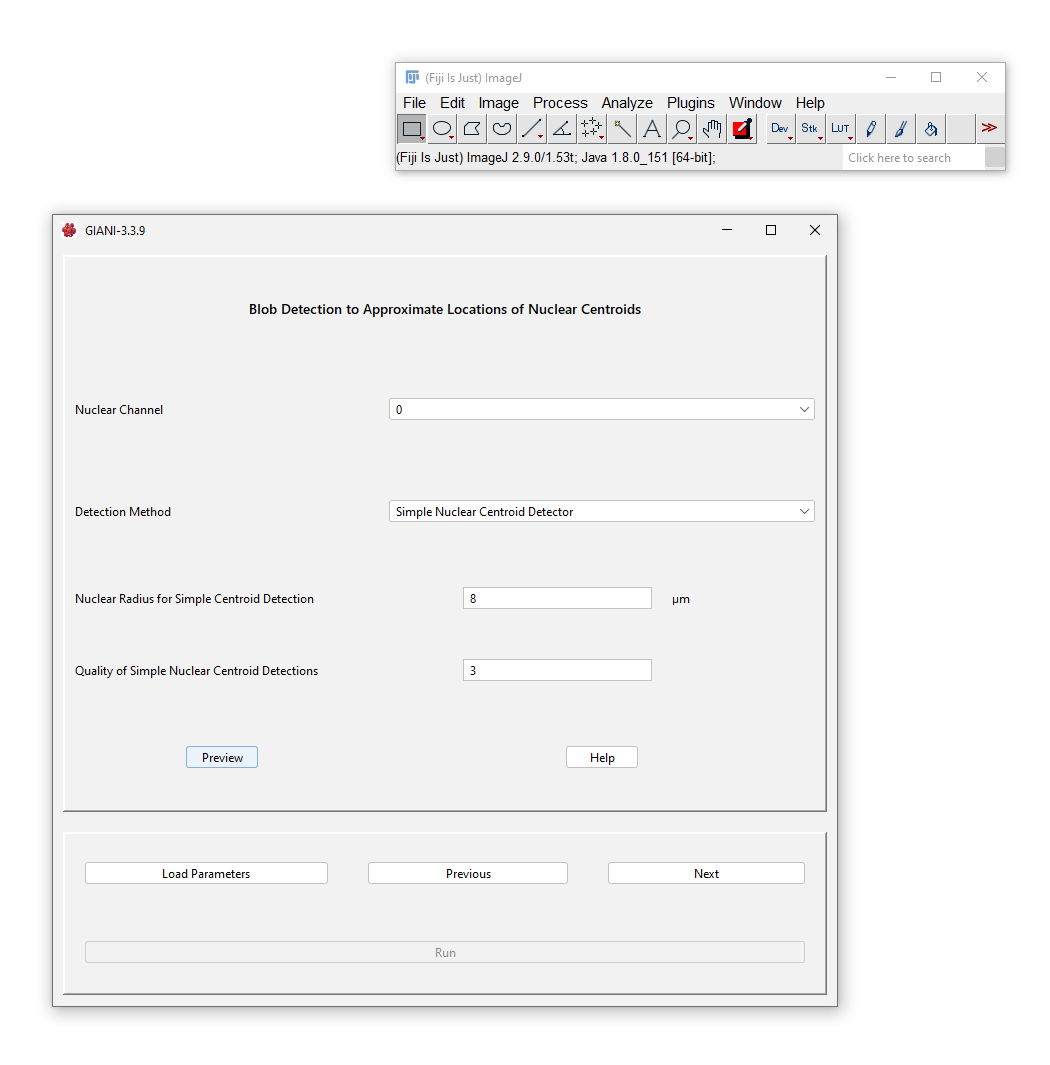 (Fiji Is Just) ImageJ
File Edit Image Process Analyze Plugins Window Help
Dev Stk LUT
(Fiji Is Just) ImageJ 2.9.0/1.53t; Java 1.8.0_151 [64-bit]; Click here to search
GIANI-3.3.9
Blob Detection to Approximate Locations of Nuclear Centroids
Nuclear Channel 0
Detection Method Simple Nuclear Centroid Detector
Nuclear Radius for Simple Centroid Detection 8 µm
Quality of Simple Nuclear Centroid Detections 3
Preview Help
Load Parameters Previous Next
Run